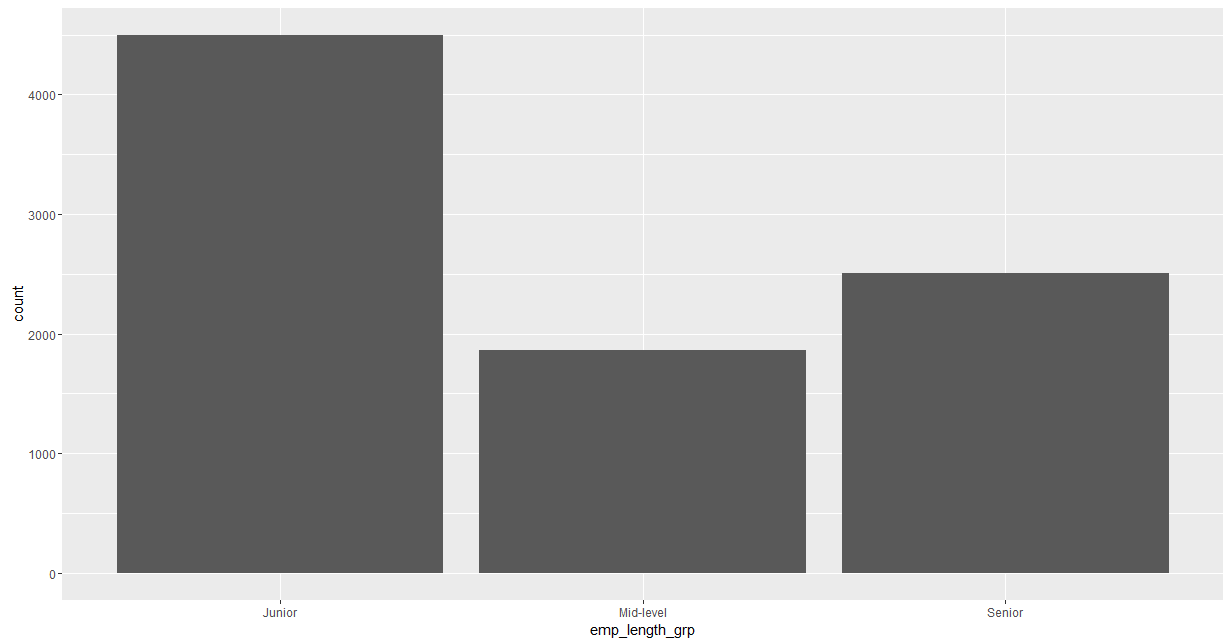 count
4000
3000
2000
1000
0
Junior
Mid-level
Senior
emp_length_grp